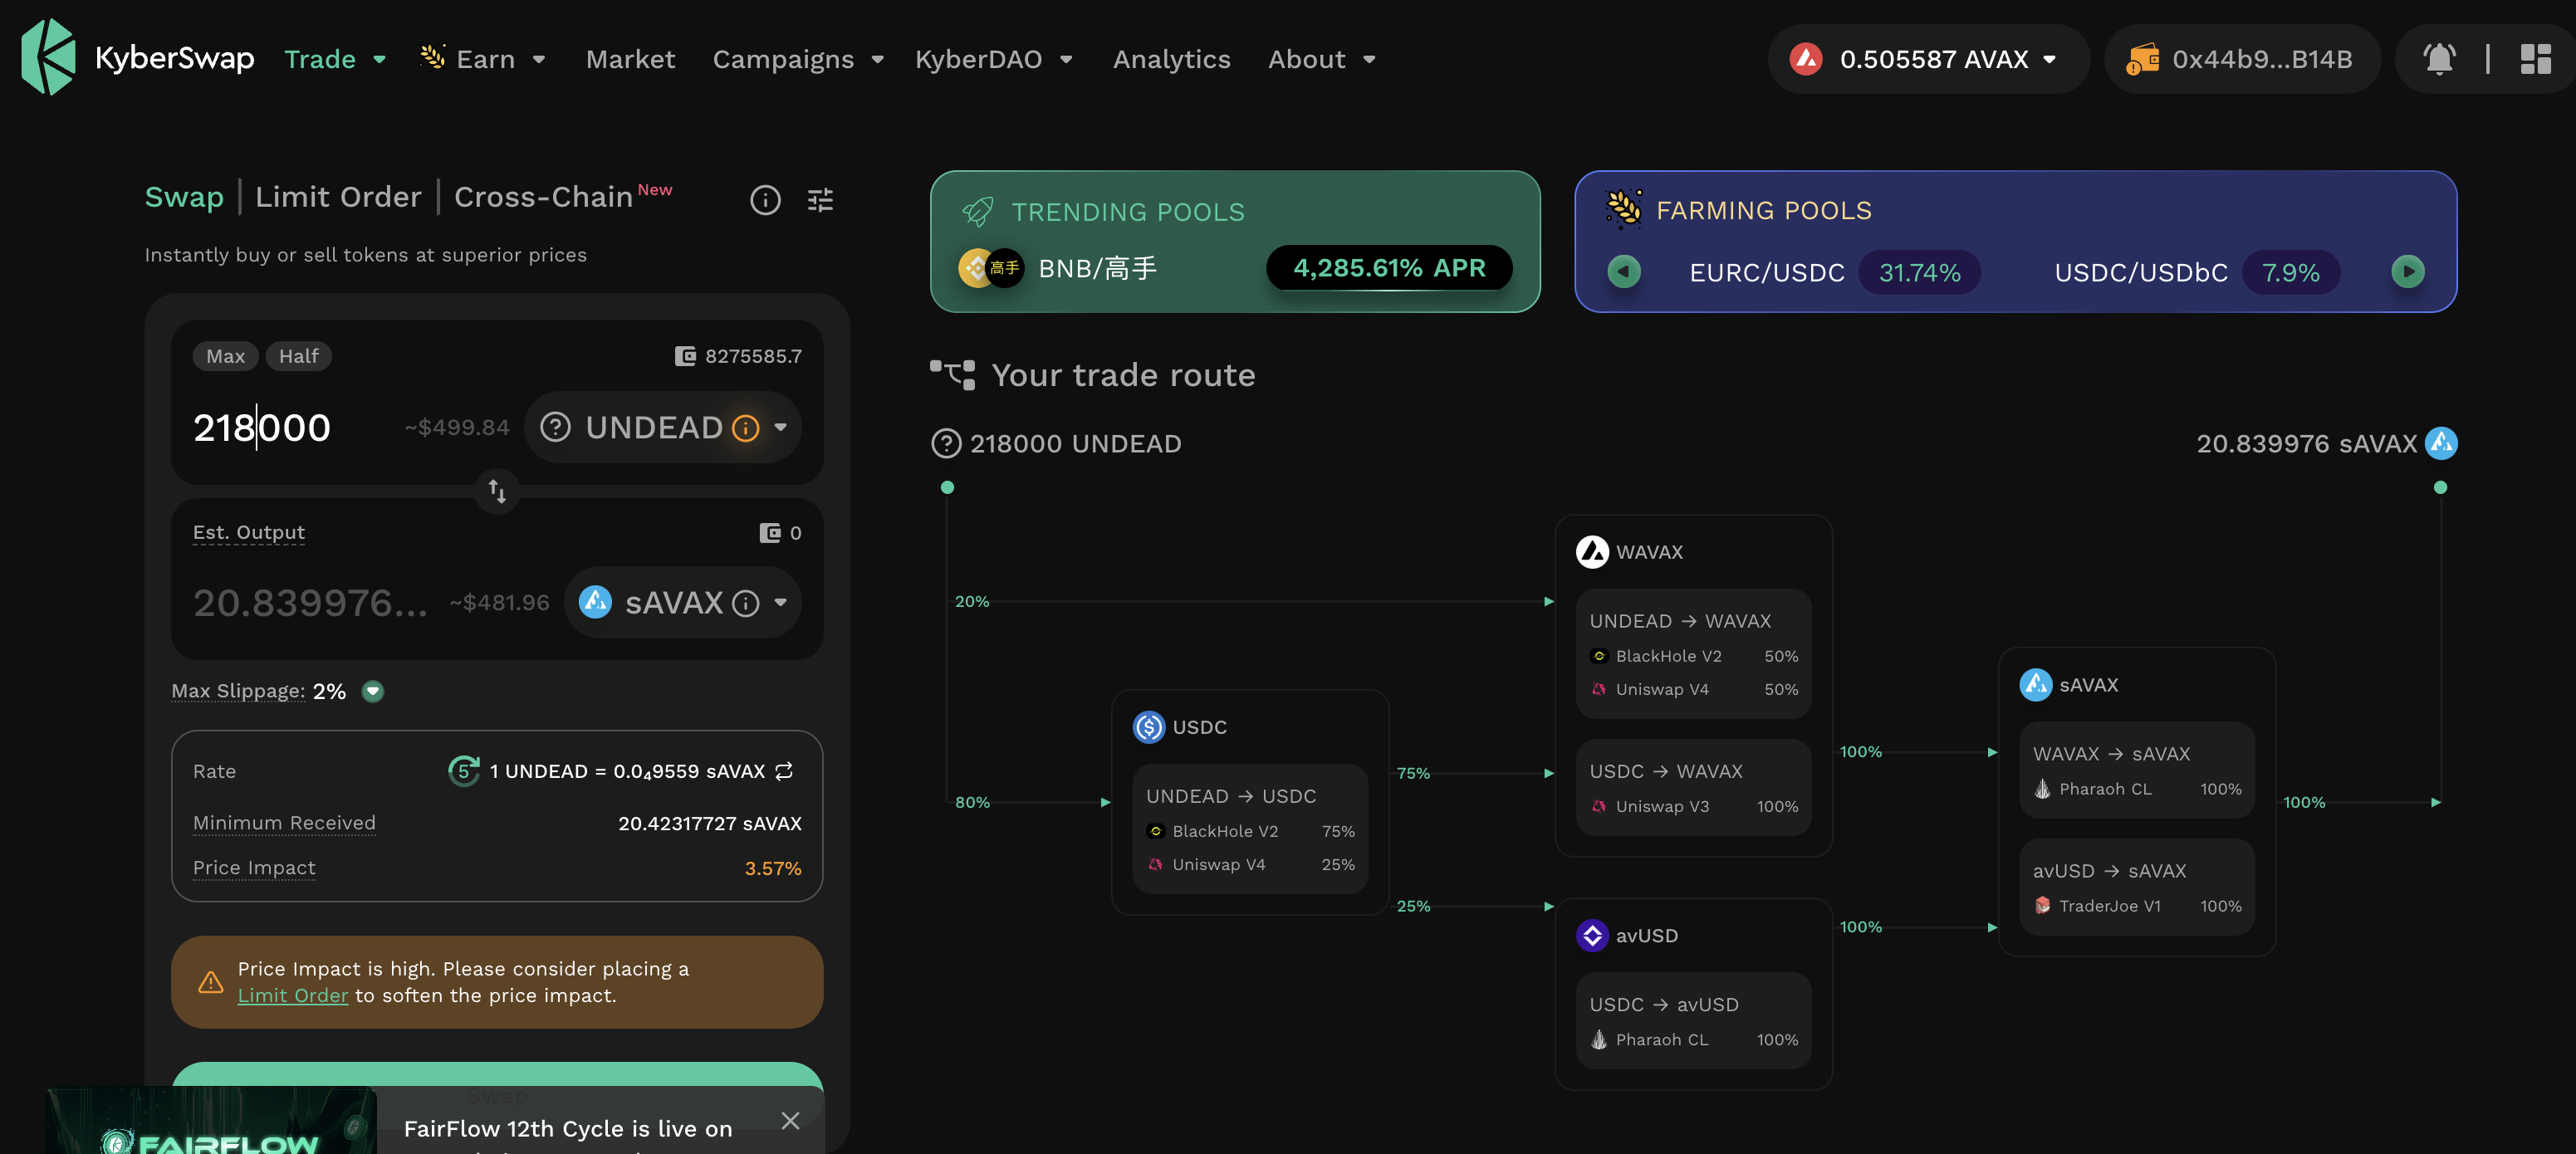 KyberSwap Trade Earn Market Campaigns KyberDAO Analytics About 0.505587 AVAX 0x44b9...B14B
Swap | Limit Order | Cross-Chain New
Instantly buy or sell tokens at superior prices
Max Half 8275585.7
218000 ~$499.84 UNDEAD
Est. Output 0
20.839976... ~$481.96 sAVAX
Max Slippage: 2%
Rate 5 1 UNDEAD = 0.0₄9559 sAVAX
Minimum Received 20.42317727 sAVAX
Price Impact 3.57%
Price Impact is high. Please consider placing a
Limit Order to soften the price impact.
Swap
FAIRFLOW
FairFlow 12th Cycle is live on
TRENDING POOLS
高手 BNB/高手 4,285.61% APR
FARMING POOLS
EURC/USDC 31.74% USDC/USDbC 7.9%
Your trade route
218000 UNDEAD 20.839976 sAVAX
20%
80%
USDC
UNDEAD → USDC
BlackHole V2 75%
Uniswap V4 25%
75%
25%
WAVAX
UNDEAD → WAVAX
BlackHole V2 50%
Uniswap V4 50%
USDC → WAVAX
Uniswap V3 100%
avUSD
USDC → avUSD
Pharaoh CL 100%
100%
100%
sAVAX
WAVAX → sAVAX
Pharaoh CL 100%
avUSD → sAVAX
TraderJoe V1 100%
100%